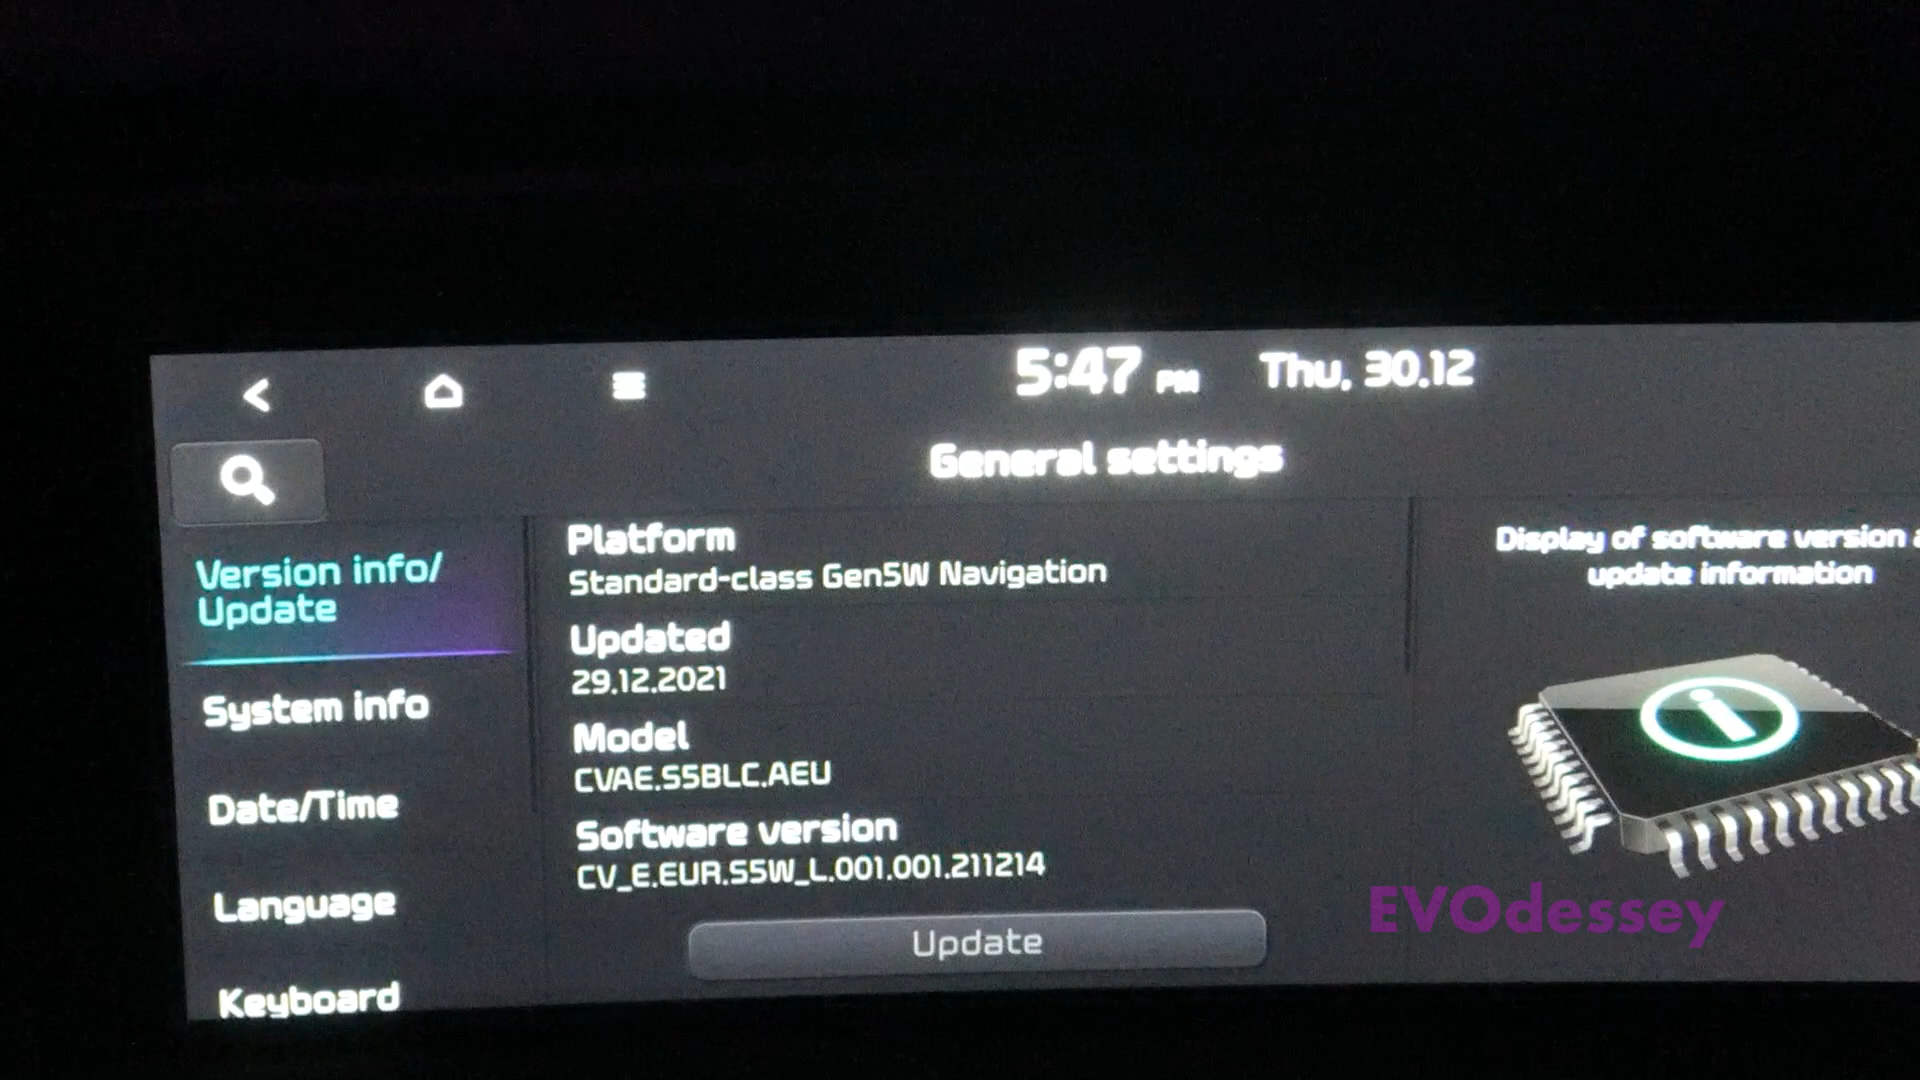 5:47 PM Thu, 30.12
General settings
Version info/
Update
System info
Date/Time
Language
Keyboard
Platform
Standard-class Gen5W Navigation
Updated
29.12.2021
Model
CVAE.S5BLC.AEU
Software version
CV_E.EUR.S5W_L.001.001.211214
Update
Display of software version
update information
EVOdessey